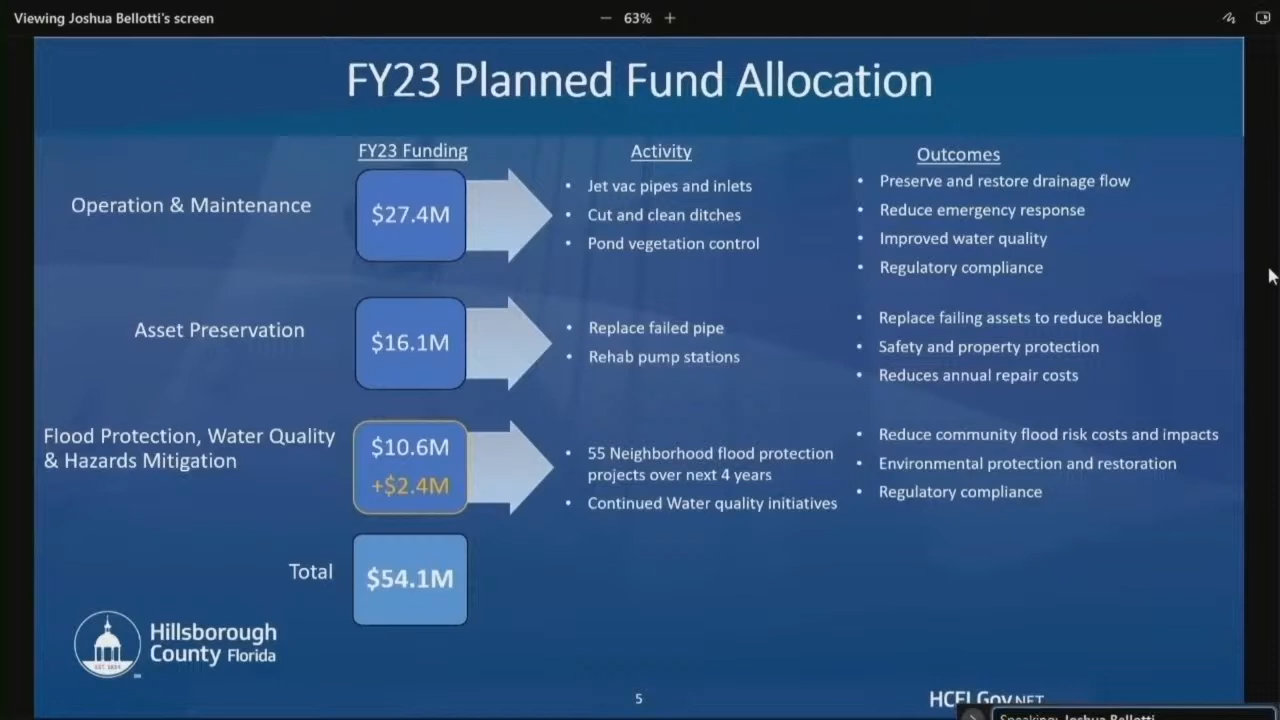 Viewing Joshua Bellotti's screen
— 63% +
FY23 Planned Fund Allocation
FY23 Funding
Activity
Outcomes
Operation & Maintenance
$27.4M
• Jet vac pipes and inlets
• Cut and clean ditches
• Pond vegetation control
• Preserve and restore drainage flow
• Reduce emergency response
• Improved water quality
• Regulatory compliance
Asset Preservation
$16.1M
• Replace failed pipe
• Rehab pump stations
• Replace failing assets to reduce backlog
• Safety and property protection
• Reduces annual repair costs
Flood Protection, Water Quality
& Hazards Mitigation
$10.6M
+$2.4M
• 55 Neighborhood flood protection
projects over next 4 years
• Continued Water quality initiatives
• Reduce community flood risk costs and impacts
• Environmental protection and restoration
• Regulatory compliance
Total
$54.1M
EST. 1834
Hillsborough
County Florida
5
HCFLGov.NET
Speaking: Joshua Bellotti